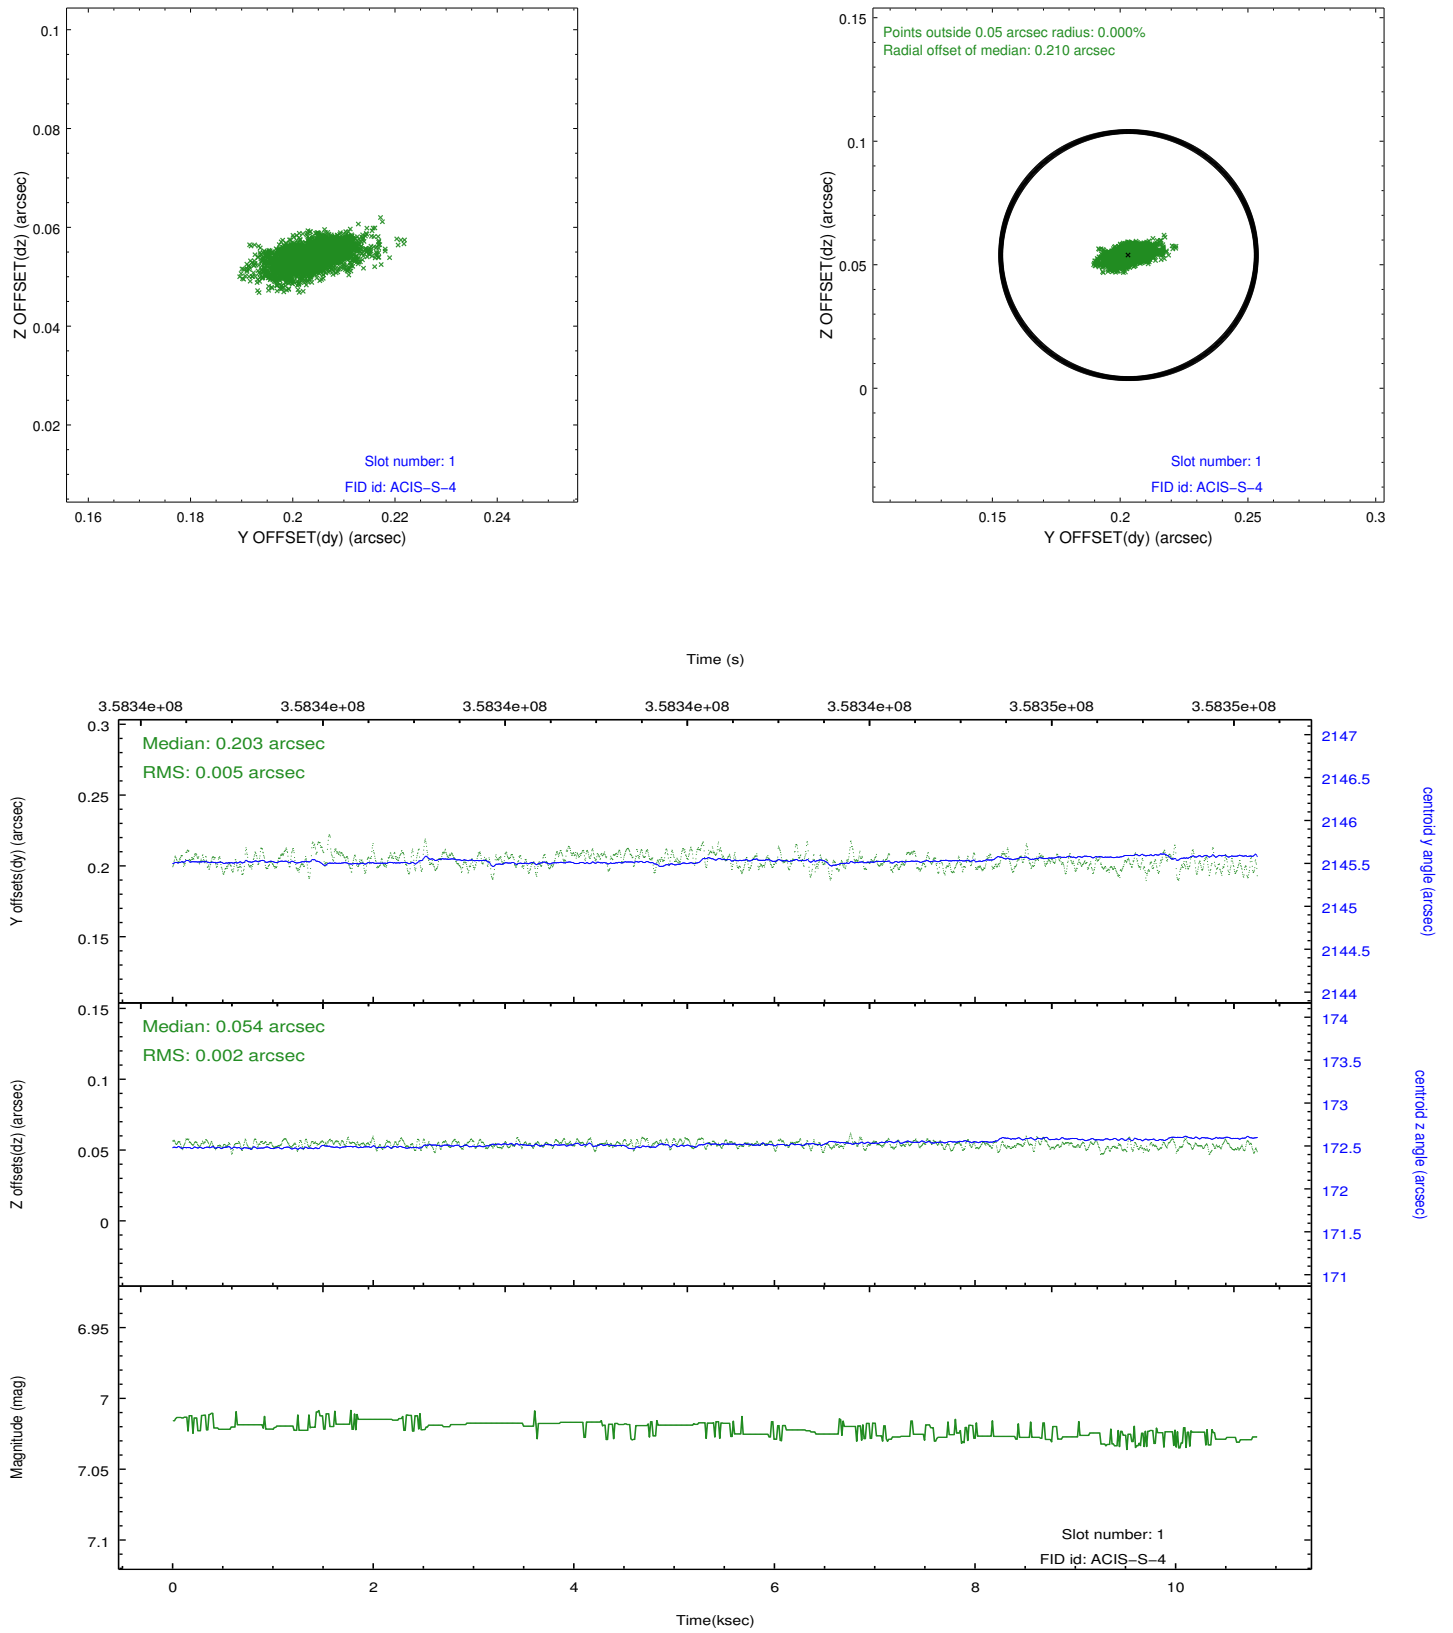 0.1
0.08
0.06
0.04
0.02
Z OFFSET(dz) (arcsec)
Slot number: 1
FID id: ACIS−S−4
0.16 0.18 0.2 0.22 0.24
Y OFFSET(dy) (arcsec)
Points outside 0.05 arcsec radius: 0.000%
Radial offset of median: 0.210 arcsec
0.15
0.1
0.05
0
Z OFFSET(dz) (arcsec)
Slot number: 1
FID id: ACIS−S−4
0.15 0.2 0.25 0.3
Y OFFSET(dy) (arcsec)
Time (s)
3.5834e+08 3.5834e+08 3.5834e+08 3.5834e+08 3.5834e+08 3.5835e+08 3.5835e+08
Median: 0.203 arcsec
RMS: 0.005 arcsec
0.3
0.25
0.2
0.15
Y offsets(dy) (arcsec)
2147
2146.5
2146
2145.5
2145
2144.5
2144
centroid y angle (arcsec)
Median: 0.054 arcsec
RMS: 0.002 arcsec
0.15
0.1
0.05
0
Z offsets(dz) (arcsec)
174
173.5
173
172.5
172
171.5
171
centroid z angle (arcsec)
6.95
7
7.05
7.1
Magnitude (mag)
Slot number: 1
FID id: ACIS−S−4
0 2 4 6 8 10
Time(ksec)